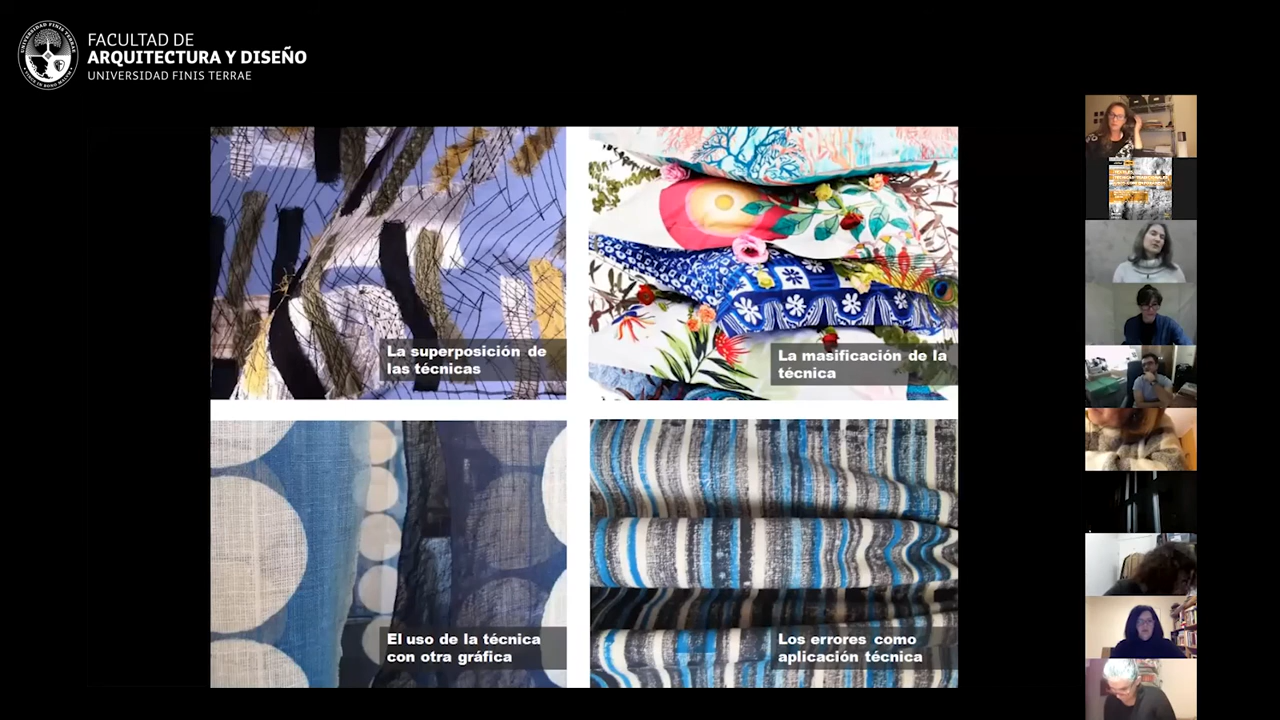 FACULTAD DE
ARQUITECTURA Y DISEÑO
UNIVERSIDAD FINIS TERRAE
La superposición de
las técnicas
La masificación de la
técnica
El uso de la técnica
con otra gráfica
Los errores como
aplicación técnica